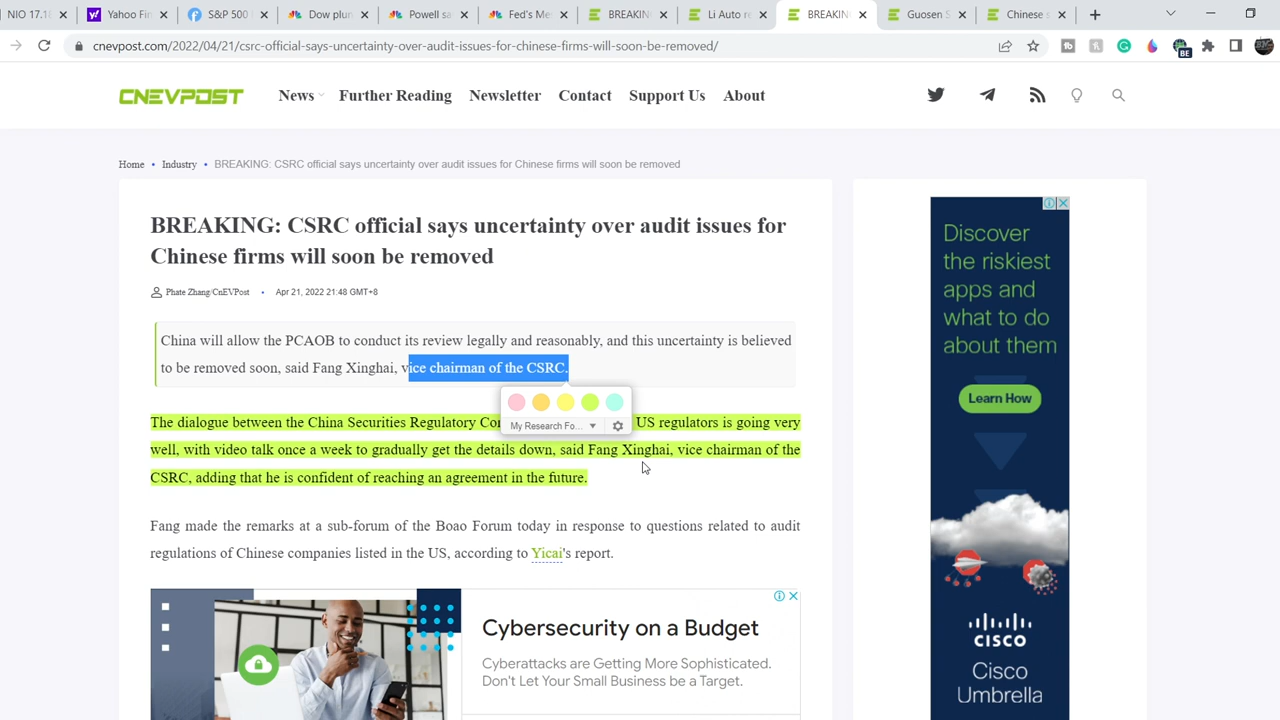 NIO 17.18
Yahoo Fin
S&P 500
Dow plun
Powell sa
Fed's Me
BREAKIN
Li Auto re
BREAKIN
Guosen S
Chinese s
cnevpost.com/2022/04/21/csrc-official-says-uncertainty-over-audit-issues-for-chinese-firms-will-soon-be-removed/
BE
CNEVPOST
News
Further Reading
Newsletter
Contact
Support Us
About
Home • Industry • BREAKING: CSRC official says uncertainty over audit issues for Chinese firms will soon be removed
BREAKING: CSRC official says uncertainty over audit issues for
Chinese firms will soon be removed
Phate Zhang/CnEVPost • Apr 21, 2022 21:48 GMT+8
China will allow the PCAOB to conduct its review legally and reasonably, and this uncertainty is believed
to be removed soon, said Fang Xinghai, vice chairman of the CSRC.
My Research Fo...
The dialogue between the China Securities Regulatory Co US regulators is going very
well, with video talk once a week to gradually get the details down, said Fang Xinghai, vice chairman of the
CSRC, adding that he is confident of reaching an agreement in the future.
Fang made the remarks at a sub-forum of the Boao Forum today in response to questions related to audit
regulations of Chinese companies listed in the US, according to Yicai's report.
Cybersecurity on a Budget
Cyberattacks are Getting More Sophisticated.
Don't Let Your Small Business be a Target.
Discover
the riskiest
apps and
what to do
about them
Learn How
CISCO
Cisco
Umbrella